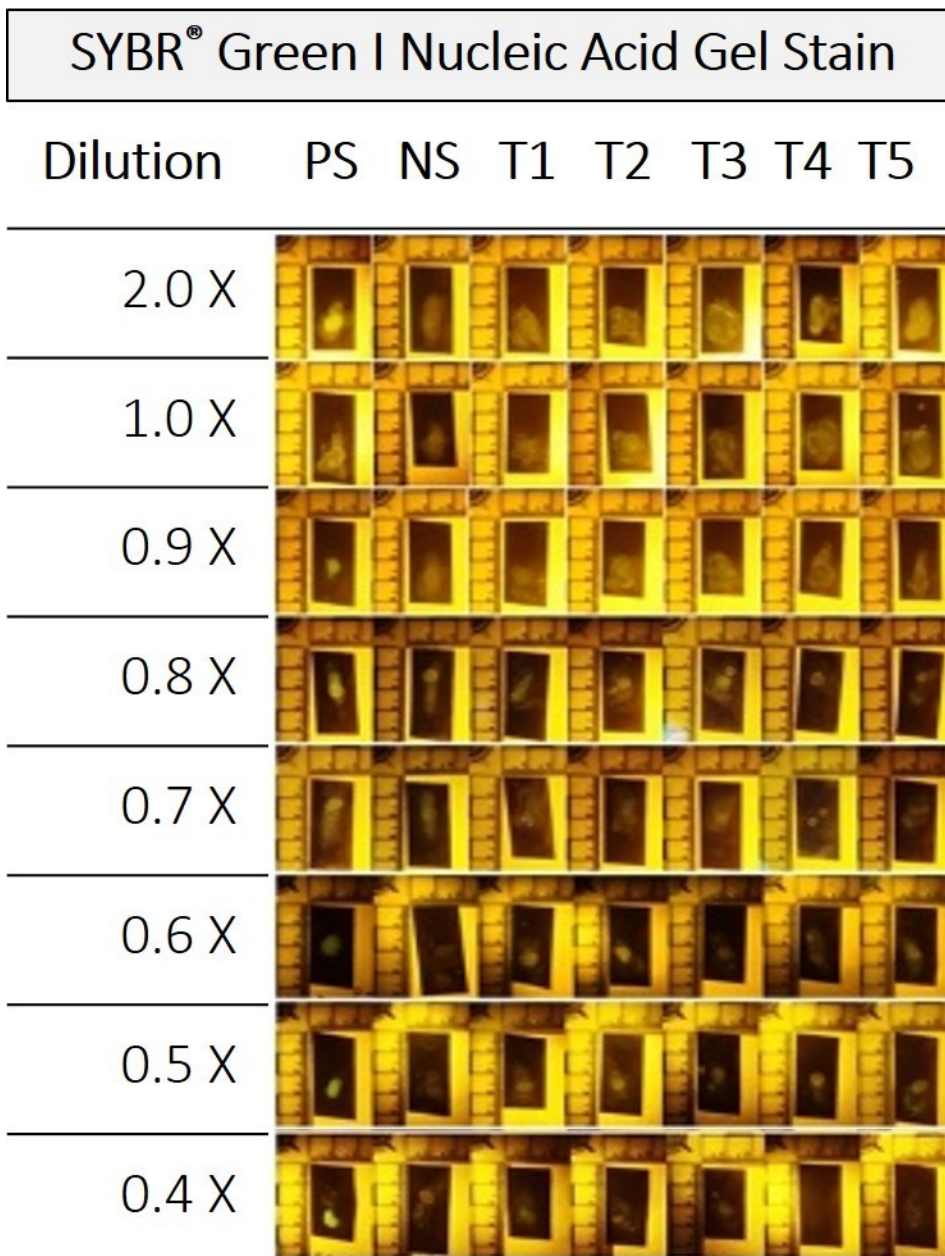 SYBR® Green I Nucleic Acid Gel Stain
Dilution PS NS T1 T2 T3 T4 T5
2.0 X
1.0 X
0.9 X
0.8 X
0.7 X
0.6 X
0.5 X
0.4 X